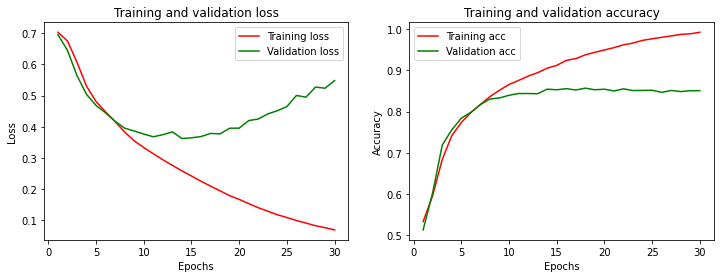 Training and validation loss
Training loss
Validation loss
0.7
0.6
0.5
0.4
0.3
0.2
0.1
Loss
0
5
10
15
20
25
30
Epochs
Training and validation accuracy
Training acc
Validation acc
1.0
0.9
0.8
0.7
0.6
0.5
Accuracy
0
5
10
15
20
25
30
Epochs